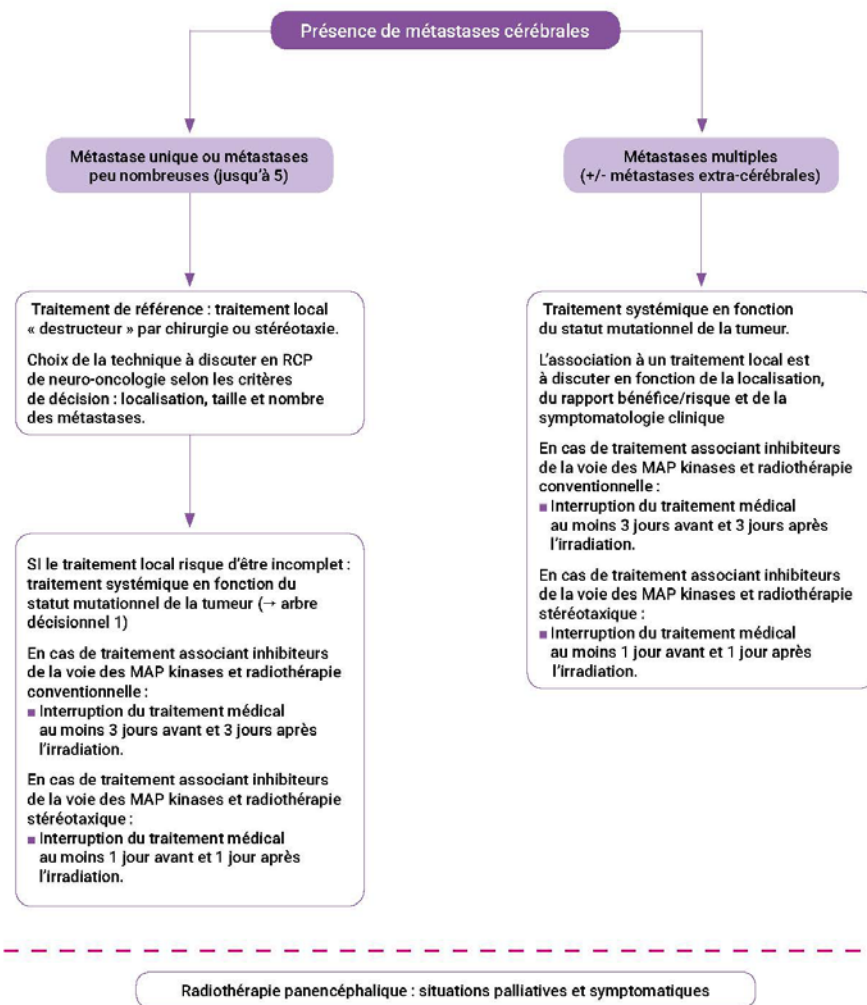 Présence de métastases cérébrales
Métastase unique ou métastases
peu nombreuses (jusqu'à 5)
Traitement de référence : traitement local
« destructeur » par chirurgie ou stéréotaxie.
Choix de la technique à discuter en RCP
de neuro-oncologie selon les critères
de décision : localisation, taille et nombre
des métastases.
SI le traitement local risque d'être incomplet :
traitement systémique en fonction du
statut mutationnel de la tumeur (→ arbre
décisionnel 1)
En cas de traitement associant inhibiteurs
de la voie des MAP kinases et radiothérapie
conventionnelle :
■ Interruption du traitement médical
au moins 3 jours avant et 3 jours après
l'irradiation.
En cas de traitement associant inhibiteurs
de la voie des MAP kinases et radiothérapie
stéréotaxique :
■ Interruption du traitement médical
au moins 1 jour avant et 1 jour après
l'irradiation.
Métastases multiples
(+/- métastases extra-cérébrales)
Traitement systémique en fonction
du statut mutationnel de la tumeur.
L'association à un traitement local est
à discuter en fonction de la localisation,
du rapport bénéfice/risque et de la
symptomatologie clinique
En cas de traitement associant inhibiteurs
de la voie des MAP kinases et radiothérapie
conventionnelle :
■ Interruption du traitement médical
au moins 3 jours avant et 3 jours après
l'irradiation.
En cas de traitement associant inhibiteurs
de la voie des MAP kinases et radiothérapie
stéréotaxique :
■ Interruption du traitement médical
au moins 1 jour avant et 1 jour après
l'irradiation.
Radiothérapie panencéphalique : situations palliatives et symptomatiques